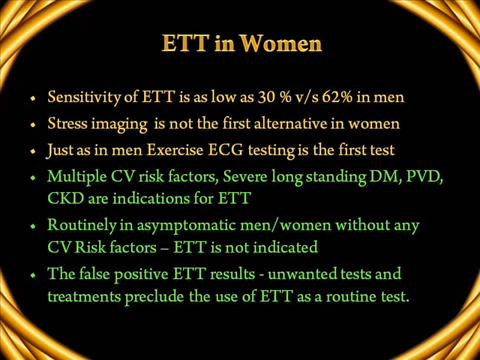 ETT in Women
• Sensitivity of ETT is as low as 30 % v/s 62% in men
• Stress imaging is not the first alternative in women
• Just as in men Exercise ECG testing is the first test
• Multiple CV risk factors, Severe long standing DM, PVD,
CKD are indications for ETT
• Routinely in asymptomatic men/women without any
CV Risk factors – ETT is not indicated
• The false positive ETT results - unwanted tests and
treatments preclude the use of ETT as a routine test.